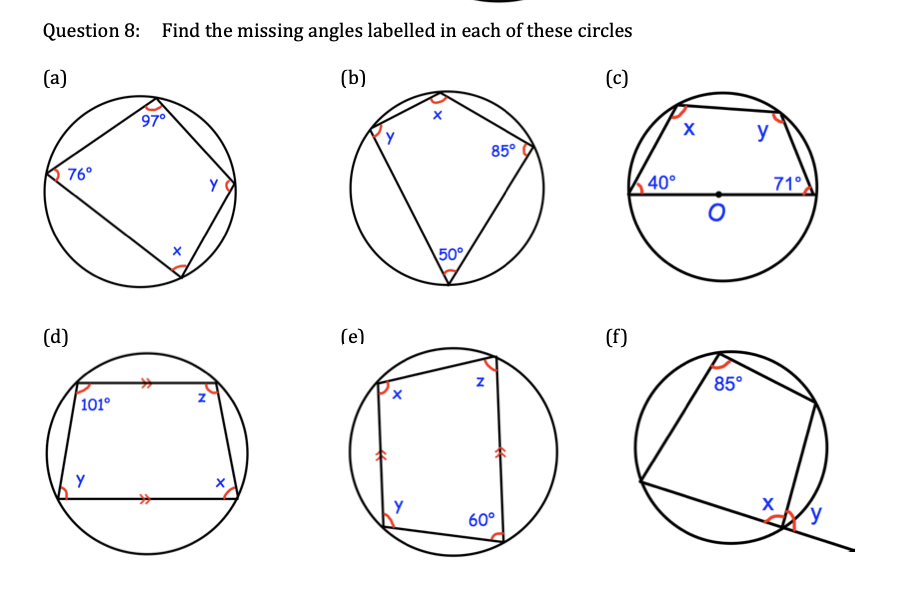 Question 8: Find the missing angles labelled in each of these circles
(a)
(b)
(c)
97°
76°
y
x
x
y
85°
50°
x
y
40°
71°
O
(d)
(e)
(f)
101°
z
y
x
x
z
y
60°
85°
x
y